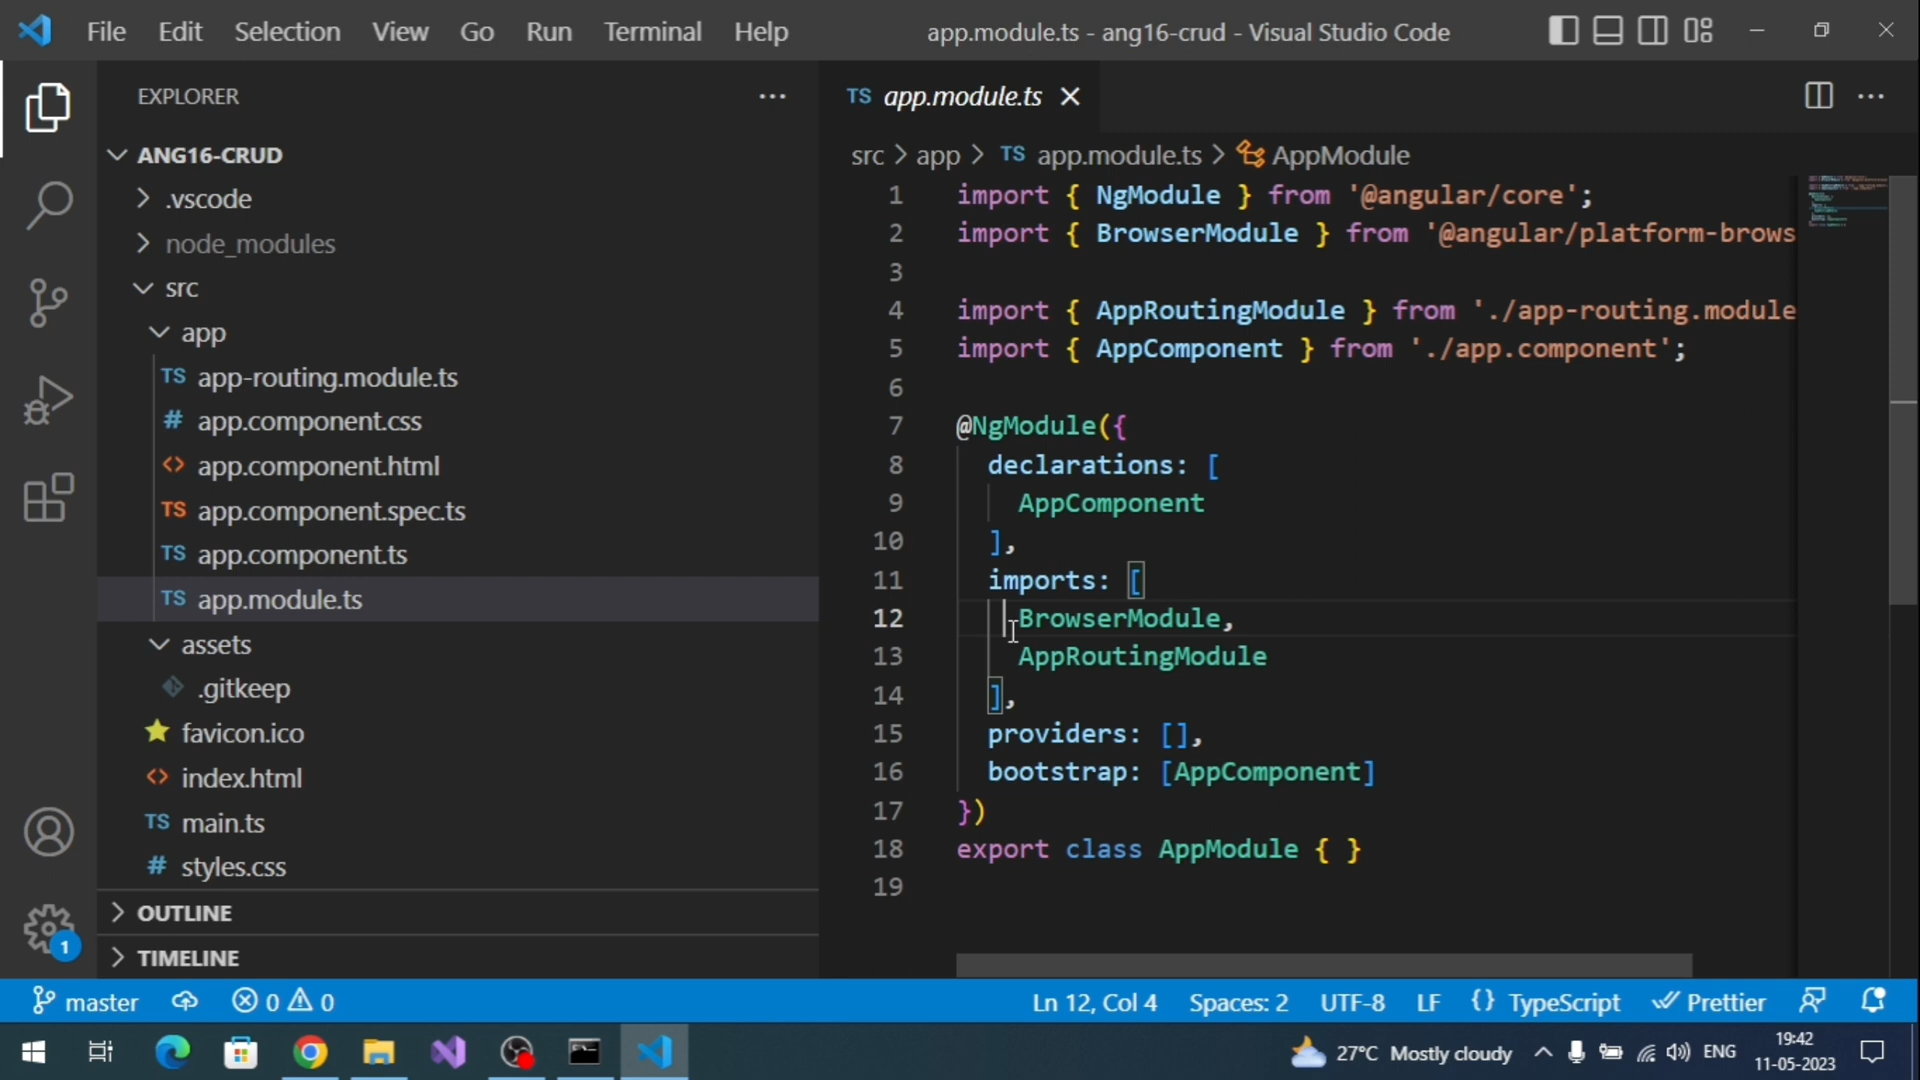 File Edit Selection View Go Run Terminal Help
app.module.ts - ang16-crud - Visual Studio Code
EXPLORER
ANG16-CRUD
.vscode
node_modules
src
app
TS app-routing.module.ts
# app.component.css
<> app.component.html
TS app.component.spec.ts
TS app.component.ts
TS app.module.ts
assets
.gitkeep
favicon.ico
<> index.html
TS main.ts
# styles.css
OUTLINE
TIMELINE
1
TS app.module.ts
src > app > TS app.module.ts > AppModule
1 import { NgModule } from '@angular/core';
2 import { BrowserModule } from '@angular/platform-brows
3
4 import { AppRoutingModule } from './app-routing.module
5 import { AppComponent } from './app.component';
6
7 @NgModule({
8 declarations: [
9 AppComponent
10 ],
11 imports: [
12 BrowserModule,
13 AppRoutingModule
14 ],
15 providers: [],
16 bootstrap: [AppComponent]
17 })
18 export class AppModule { }
19
master 0 0 Ln 12, Col 4 Spaces: 2 UTF-8 LF {} TypeScript Prettier
27°C Mostly cloudy ENG 19:42
11-05-2023